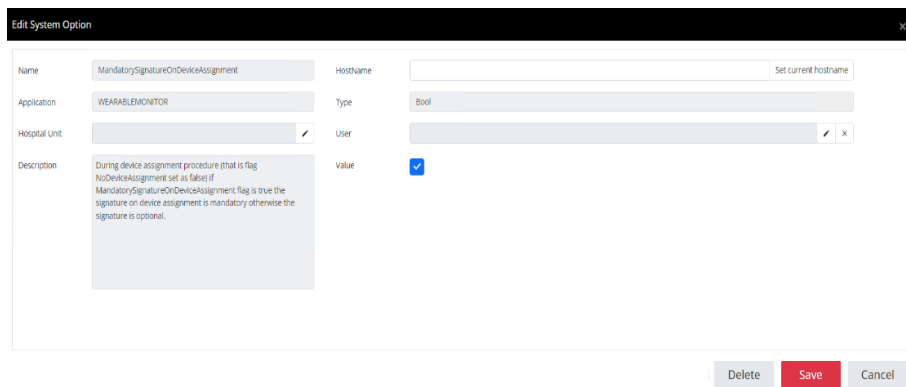 Edit System Option
x
Name
MandatorySignatureOnDeviceAssignment
HostName
Set current hostname
Application
WEARABLEMONITOR
Type
Bool
Hospital Unit
User
x
Description
During device assignment procedure (that is flag
NoDeviceAssignment set as false) if
MandatorySignatureOnDeviceAssignment flag is true the
signature on device assignment is mandatory otherwise the
signature is optional.
Value
Delete
Save
Cancel